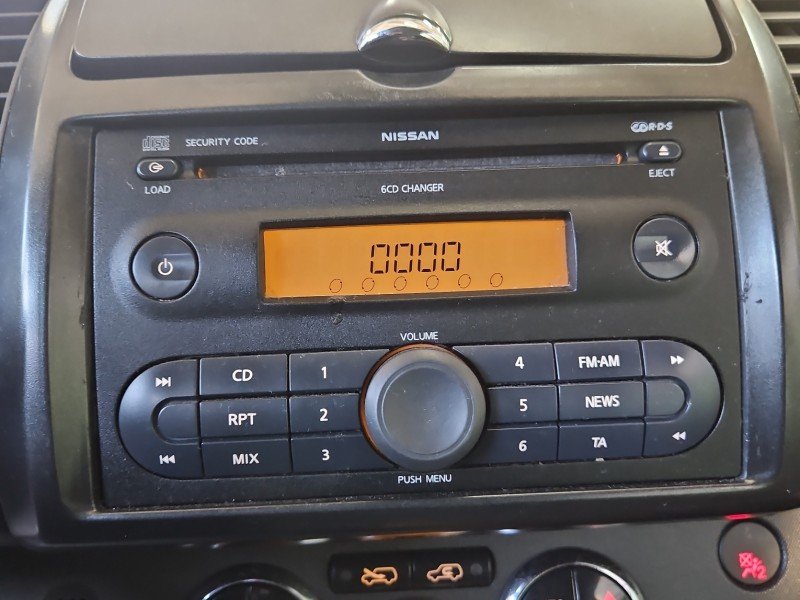 SECURITY CODE
NISSAN
R·D·S
LOAD
6CD CHANGER
EJECT
0000
VOLUME
CD
1
4
FM·AM
RPT
2
5
NEWS
MIX
3
6
TA
PUSH MENU
2